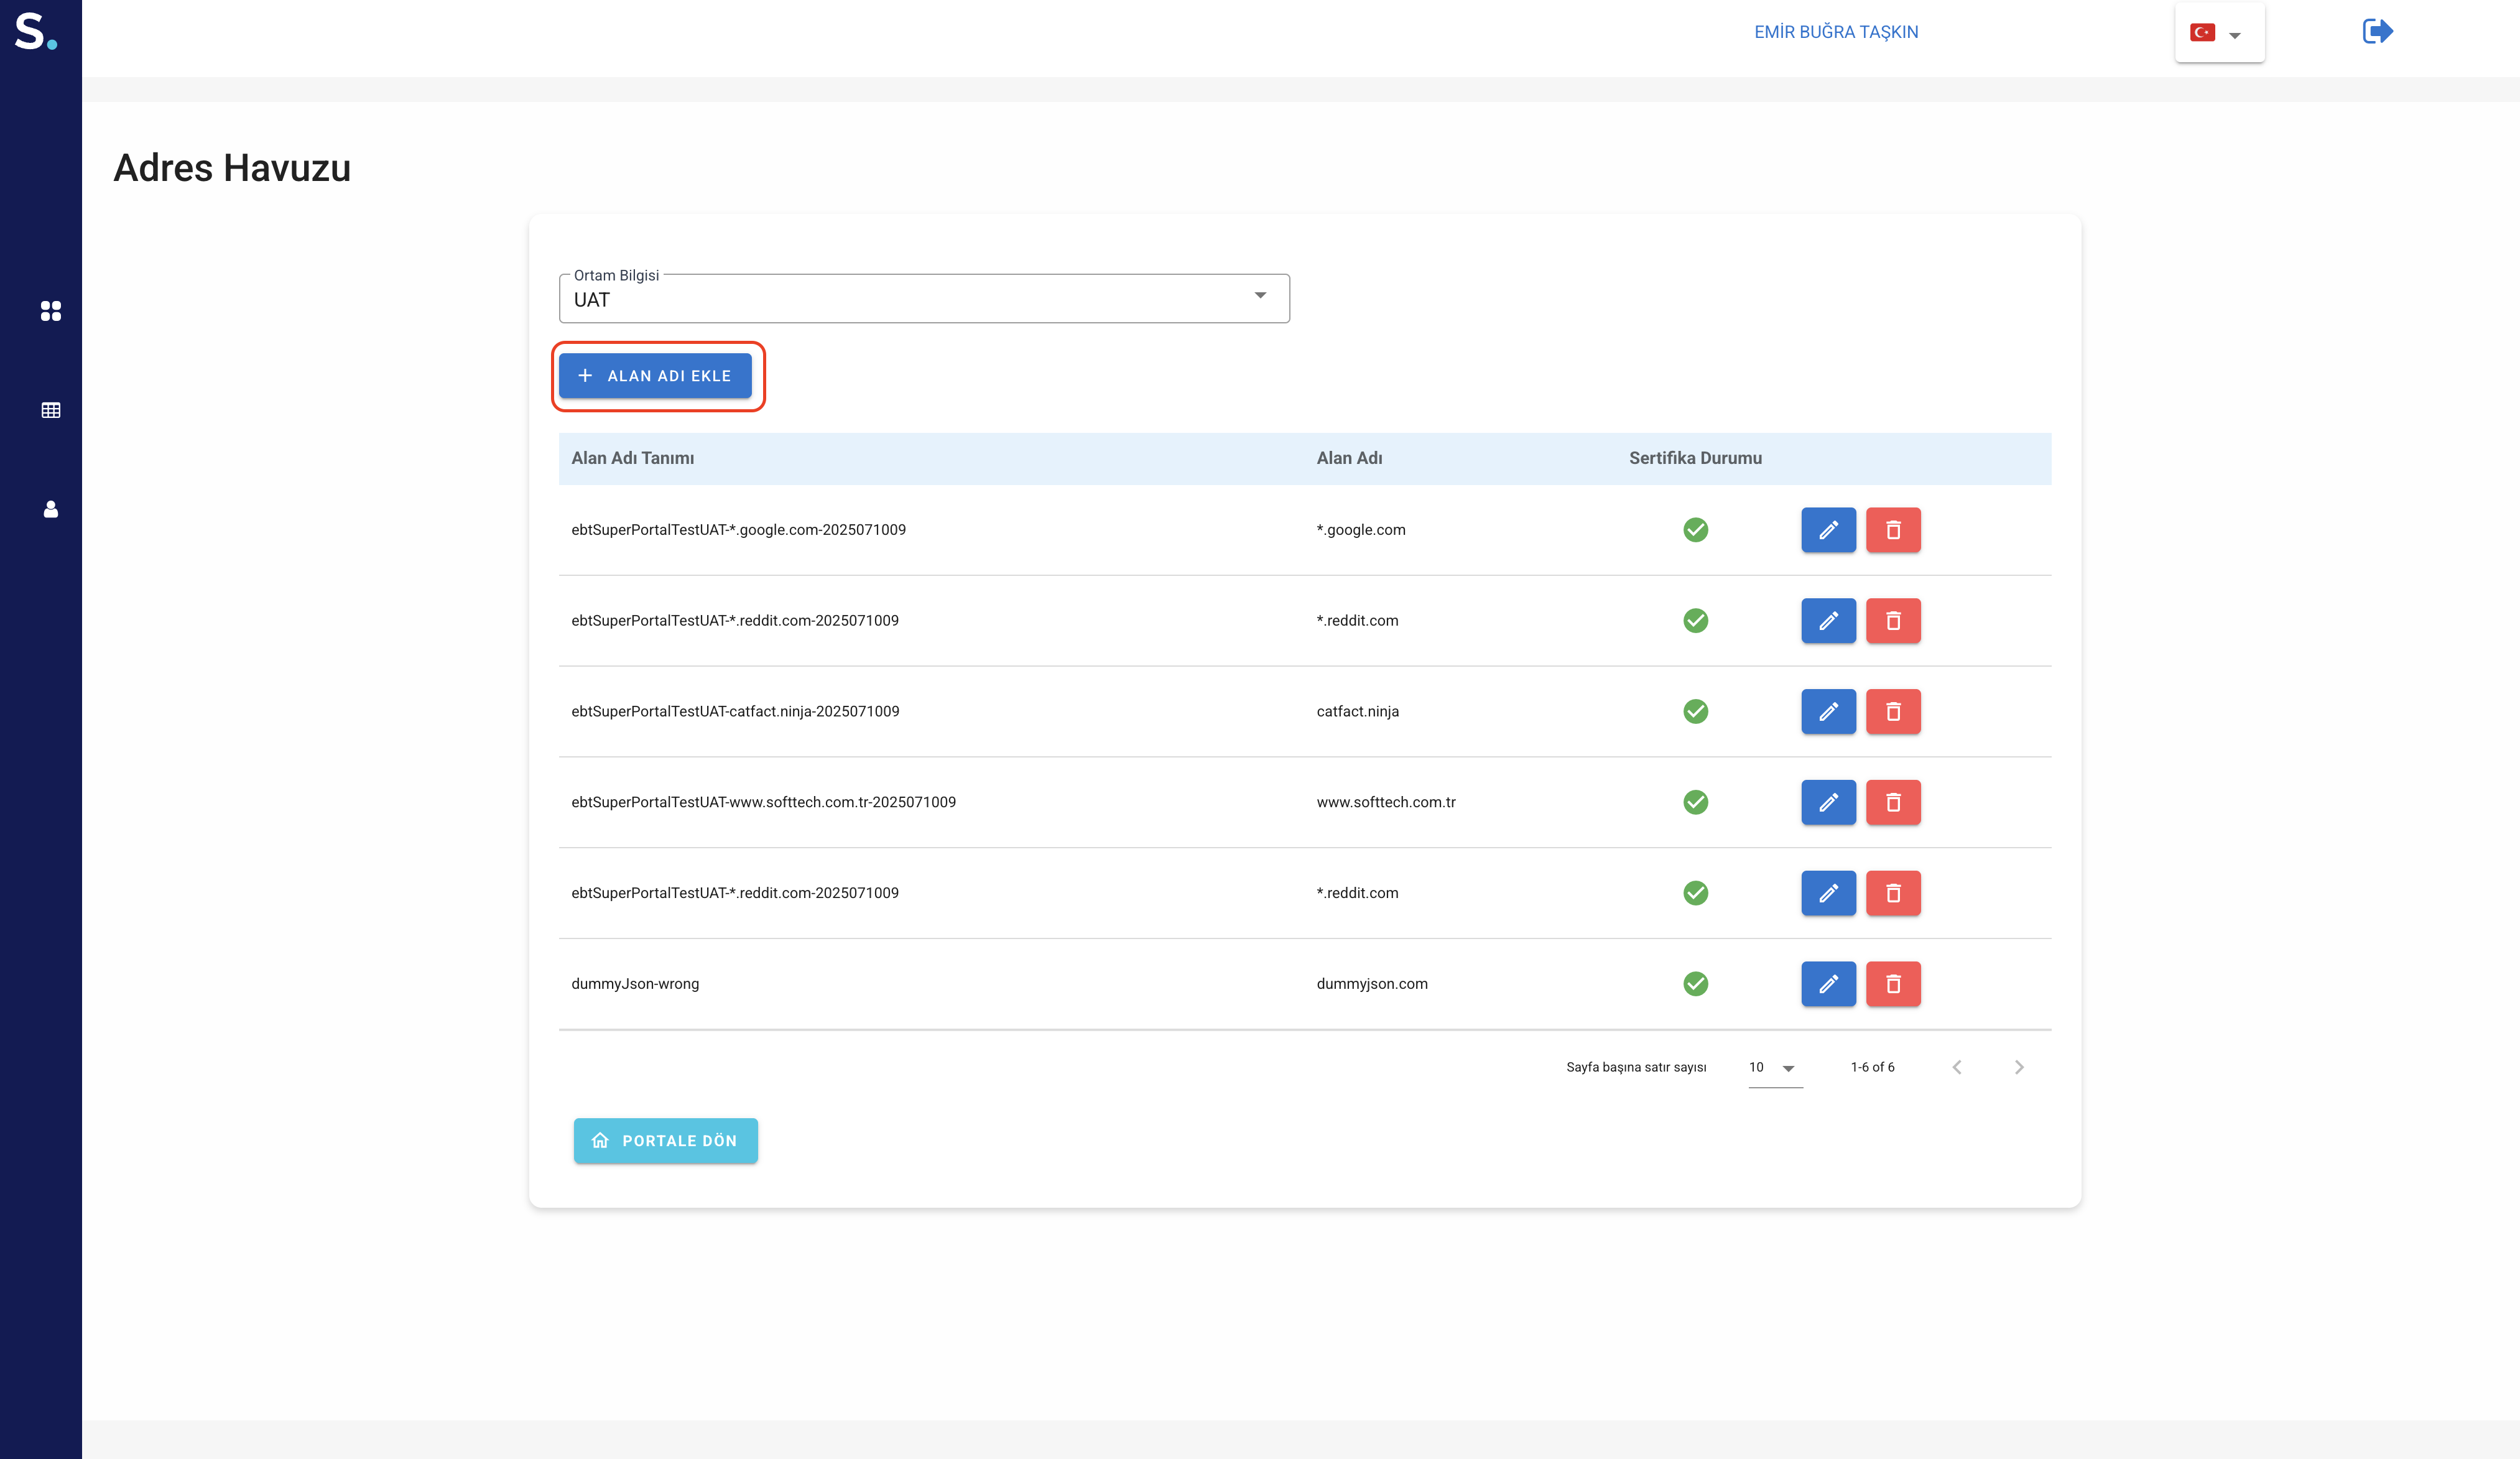 S.
EMİR BUĞRA TAŞKIN
Adres Havuzu
Ortam Bilgisi
UAT
ALAN ADI EKLE
Alan Adı Tanımı Alan Adı Sertifika Durumu
ebtSuperPortalTestUAT-*.google.com-2025071009 *.google.com
ebtSuperPortalTestUAT-*.reddit.com-2025071009 *.reddit.com
ebtSuperPortalTestUAT-catfact.ninja-2025071009 catfact.ninja
ebtSuperPortalTestUAT-www.softtech.com.tr-2025071009 www.softtech.com.tr
ebtSuperPortalTestUAT-*.reddit.com-2025071009 *.reddit.com
dummyJson-wrong dummyjson.com
Sayfa başına satır sayısı 10 1-6 of 6
PORTALE DÖN